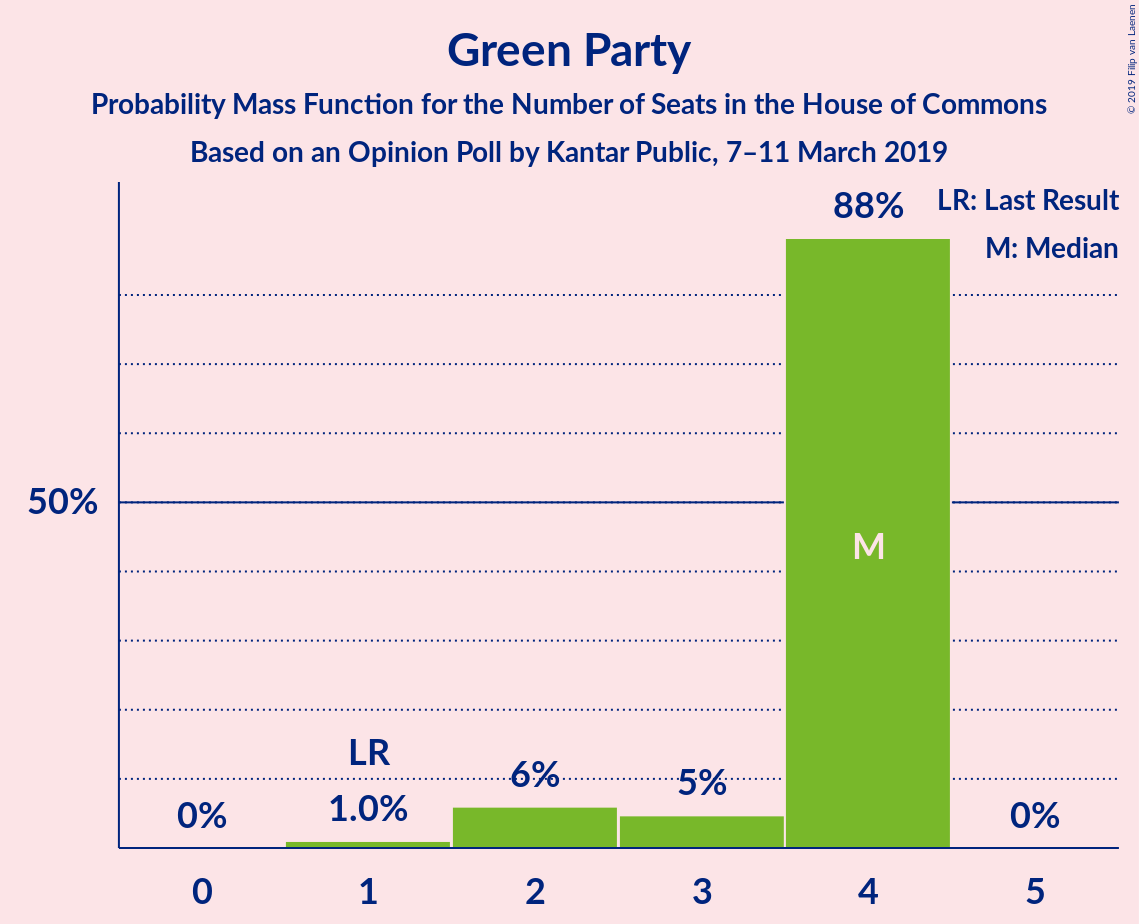 Green Party
Probability Mass Function for the Number of Seats in the House of Commons
Based on an Opinion Poll by Kantar Public, 7–11 March 2019
© 2019 Filip van Laenen
LR: Last Result
M: Median
88%
50%
M
LR
0%
1.0%
6%
5%
0%
0 1 2 3 4 5